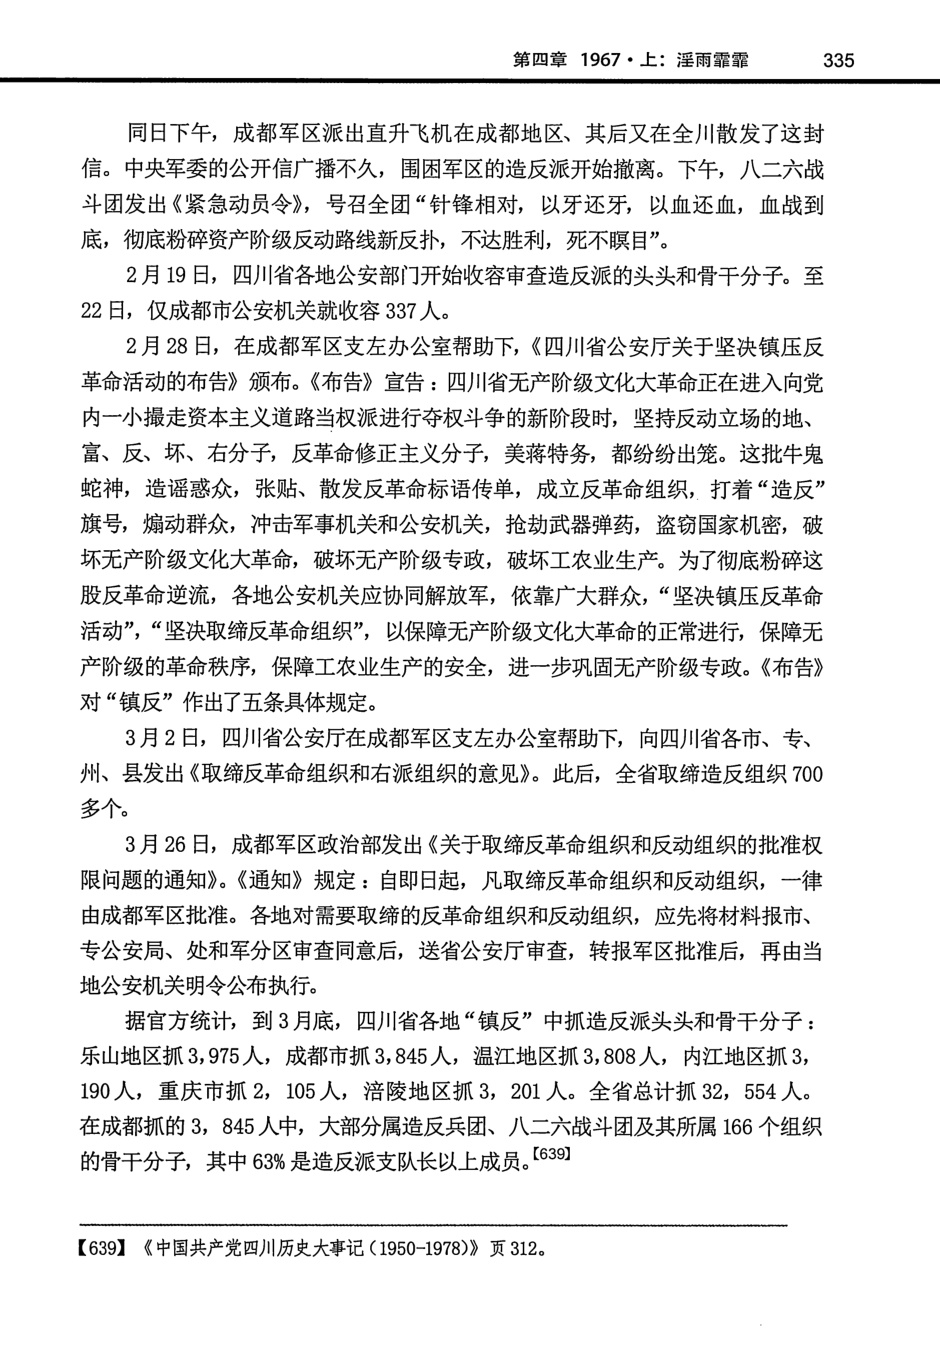 第四章 1967·上：淫雨霏霏 335
同日下午，成都军区派出直升飞机在成都地区、其后又在全川散发了这封
信。中央军委的公开信广播不久，围困军区的造反派开始撤离。下午，八二六战
斗团发出《紧急动员令》，号召全团“针锋相对，以牙还牙，以血还血，血战到
底，彻底粉碎资产阶级反动路线新反扑，不达胜利，死不瞑目”。
2月19日，四川省各地公安部门开始收容审查造反派的头头和骨干分子。至
22日，仅成都市公安机关就收容337人。
2月28日，在成都军区支左办公室帮助下，《四川省公安厅关于坚决镇压反
革命活动的布告》颁布。《布告》宣告：四川省无产阶级文化大革命正在进入向党
内一小撮走资本主义道路当权派进行夺权斗争的新阶段时，坚持反动立场的地、
富、反、坏、右分子，反革命修正主义分子，美蒋特务，都纷纷出笼。这批牛鬼
蛇神，造谣惑众，张贴、散发反革命标语传单，成立反革命组织，打着“造反”
旗号，煽动群众，冲击军事机关和公安机关，抢劫武器弹药，盗窃国家机密，破
坏无产阶级文化大革命，破坏无产阶级专政，破坏工农业生产。为了彻底粉碎这
股反革命逆流，各地公安机关应协同解放军，依靠广大群众，“坚决镇压反革命
活动”，“坚决取缔反革命组织”，以保障无产阶级文化大革命的正常进行，保障无
产阶级的革命秩序，保障工农业生产的安全，进一步巩固无产阶级专政。《布告》
对“镇反”作出了五条具体规定。
3月2日，四川省公安厅在成都军区支左办公室帮助下，向四川省各市、专、
州、县发出《取缔反革命组织和右派组织的意见》。此后，全省取缔造反组织700
多个。
3月26日，成都军区政治部发出《关于取缔反革命组织和反动组织的批准权
限问题的通知》。《通知》规定：自即日起，凡取缔反革命组织和反动组织，一律
由成都军区批准。各地对需要取缔的反革命组织和反动组织，应先将材料报市、
专公安局、处和军分区审查同意后，送省公安厅审查，转报军区批准后，再由当
地公安机关明令公布执行。
据官方统计，到3月底，四川省各地“镇反”中抓造反派头头和骨干分子：
乐山地区抓3,975人，成都市抓3,845人，温江地区抓3,808人，内江地区抓3，
190人，重庆市抓2，105人，涪陵地区抓3，201人。全省总计抓32，554人。
在成都抓的3，845人中，大部分属造反兵团、八二六战斗团及其所属166个组织
的骨干分子，其中63%是造反派支队长以上成员。【639】
【639】《中国共产党四川历史大事记（1950-1978）》页312。